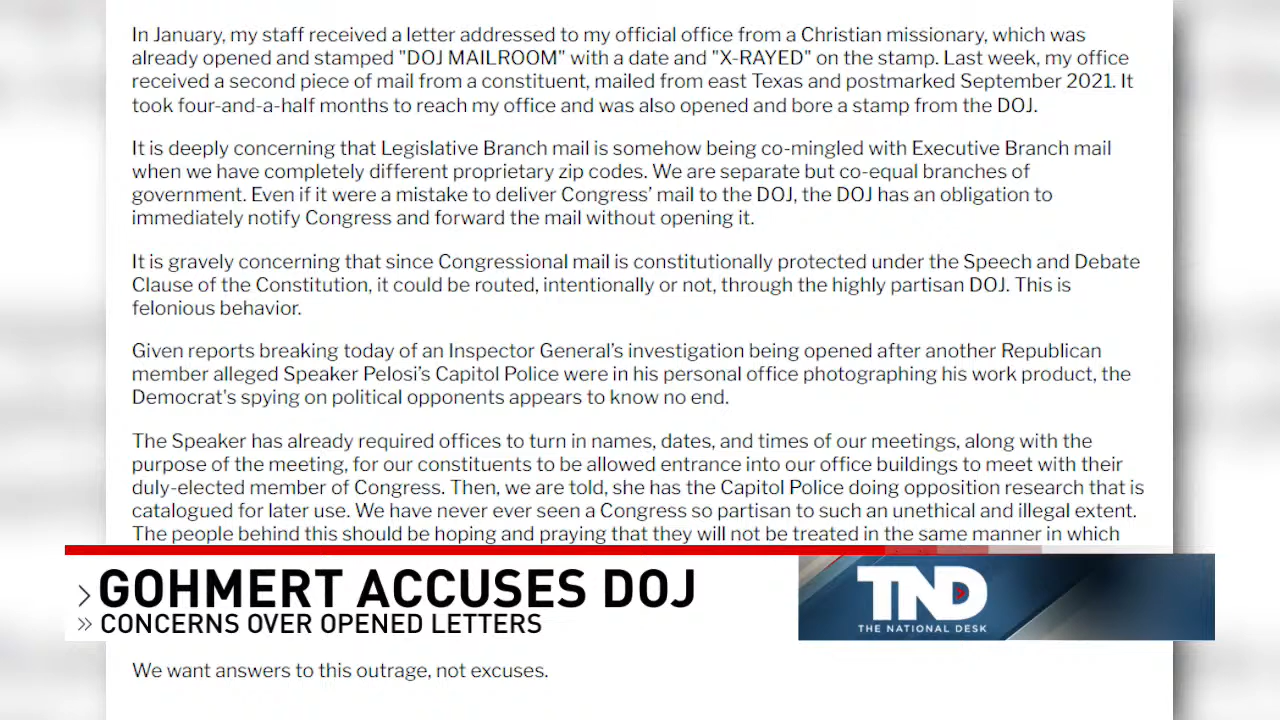 In January, my staff received a letter addressed to my official office from a Christian missionary, which was
already opened and stamped "DOJ MAILROOM" with a date and "X-RAYED" on the stamp. Last week, my office
received a second piece of mail from a constituent, mailed from east Texas and postmarked September 2021. It
took four-and-a-half months to reach my office and was also opened and bore a stamp from the DOJ.
It is deeply concerning that Legislative Branch mail is somehow being co-mingled with Executive Branch mail
when we have completely different proprietary zip codes. We are separate but co-equal branches of
government. Even if it were a mistake to deliver Congress’ mail to the DOJ, the DOJ has an obligation to
immediately notify Congress and forward the mail without opening it.
It is gravely concerning that since Congressional mail is constitutionally protected under the Speech and Debate
Clause of the Constitution, it could be routed, intentionally or not, through the highly partisan DOJ. This is
felonious behavior.
Given reports breaking today of an Inspector General’s investigation being opened after another Republican
member alleged Speaker Pelosi’s Capitol Police were in his personal office photographing his work product, the
Democrat's spying on political opponents appears to know no end.
The Speaker has already required offices to turn in names, dates, and times of our meetings, along with the
purpose of the meeting, for our constituents to be allowed entrance into our office buildings to meet with their
duly-elected member of Congress. Then, we are told, she has the Capitol Police doing opposition research that is
catalogued for later use. We have never ever seen a Congress so partisan to such an unethical and illegal extent.
The people behind this should be hoping and praying that they will not be treated in the same manner in which
GOHMERT ACCUSES DOJ
CONCERNS OVER OPENED LETTERS
TND
THE NATIONAL DESK
We want answers to this outrage, not excuses.